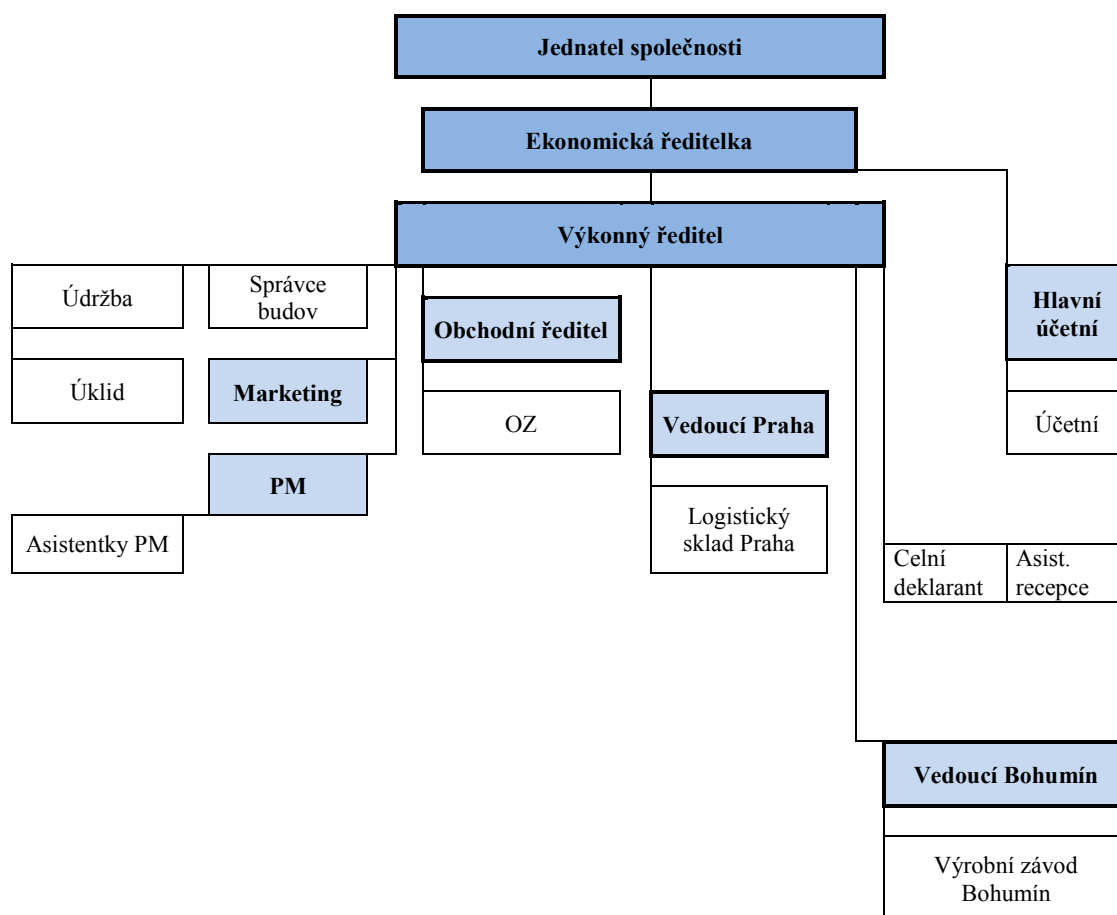 Jednatel společnosti
Ekonomická ředitelka
Výkonný ředitel
Údržba
Správce
budov
Obchodní ředitel
Hlavní
účetní
Úklid
Marketing
OZ
Vedoucí Praha
Účetní
PM
Asistentky PM
Logistický
sklad Praha
Celní
deklarant
Asist.
recepce
Vedoucí Bohumín
Výrobní závod
Bohumín